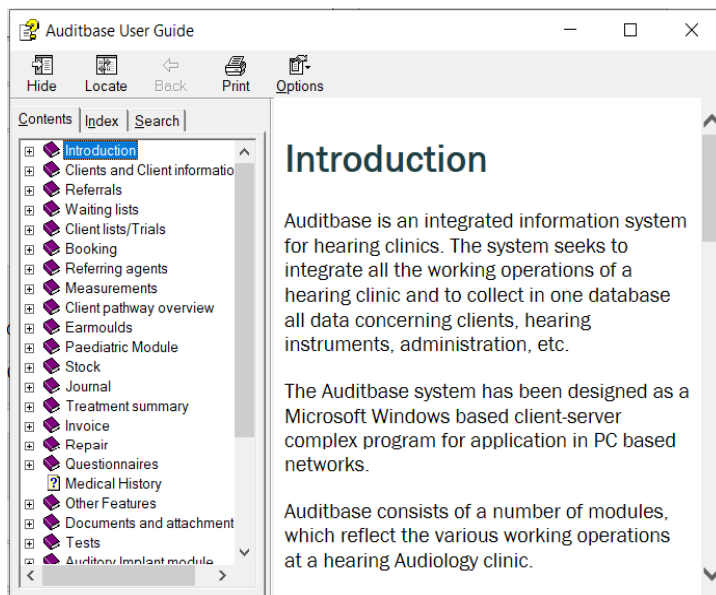 Auditbase User Guide
Hide Locate Back Print Options
Contents Index Search
Introduction
Clients and Client informatio
Referrals
Waiting lists
Client lists/Trials
Booking
Referring agents
Measurements
Client pathway overview
Earmoulds
Paediatric Module
Stock
Journal
Treatment summary
Invoice
Repair
Questionnaires
Medical History
Other Features
Documents and attachment
Tests
Auditory Implant module
Introduction
Auditbase is an integrated information system
for hearing clinics. The system seeks to
integrate all the working operations of a
hearing clinic and to collect in one database
all data concerning clients, hearing
instruments, administration, etc.
The Auditbase system has been designed as a
Microsoft Windows based client-server
complex program for application in PC based
networks.
Auditbase consists of a number of modules,
which reflect the various working operations
at a hearing Audiology clinic.